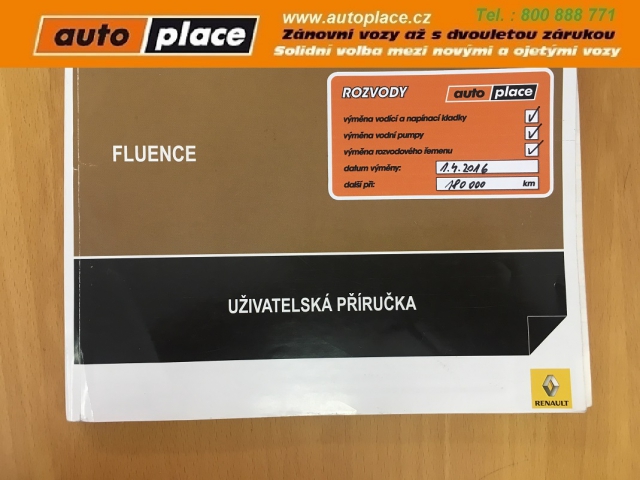 auto place
www.autoplace.cz
Tel. : 800 888 771
Zánovní vozy až s dvouletou zárukou
Solidní volba mezi novými a ojetými vozy
ROZVODY
auto place
výměna vodící a napínací kladky
výměna vodní pumpy
výměna rozvodového řemenu
datum výměny: 1.4.2016
další při: 180 000 km
FLUENCE
UŽIVATELSKÁ PŘÍRUČKA
RENAULT